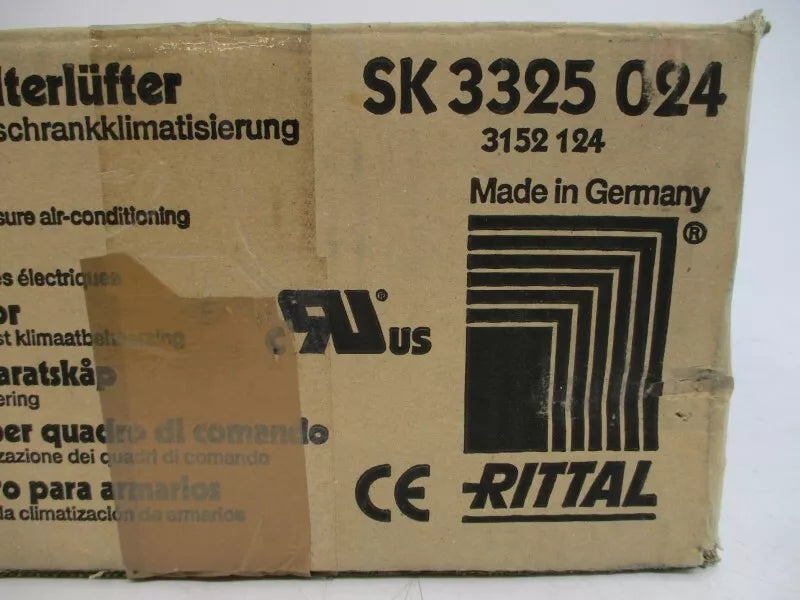 lterlüfter
schrankklimatisierung
sure air-conditioning
s électriques
or
st klimaatbeheersing
aratskåp
ering
per quadro di comando
zazione dei quadri di comando
o para armarios
la climatización de armarios
SK 3325 024
3152 124
Made in Germany
®
c UR® US
CE
RITTAL